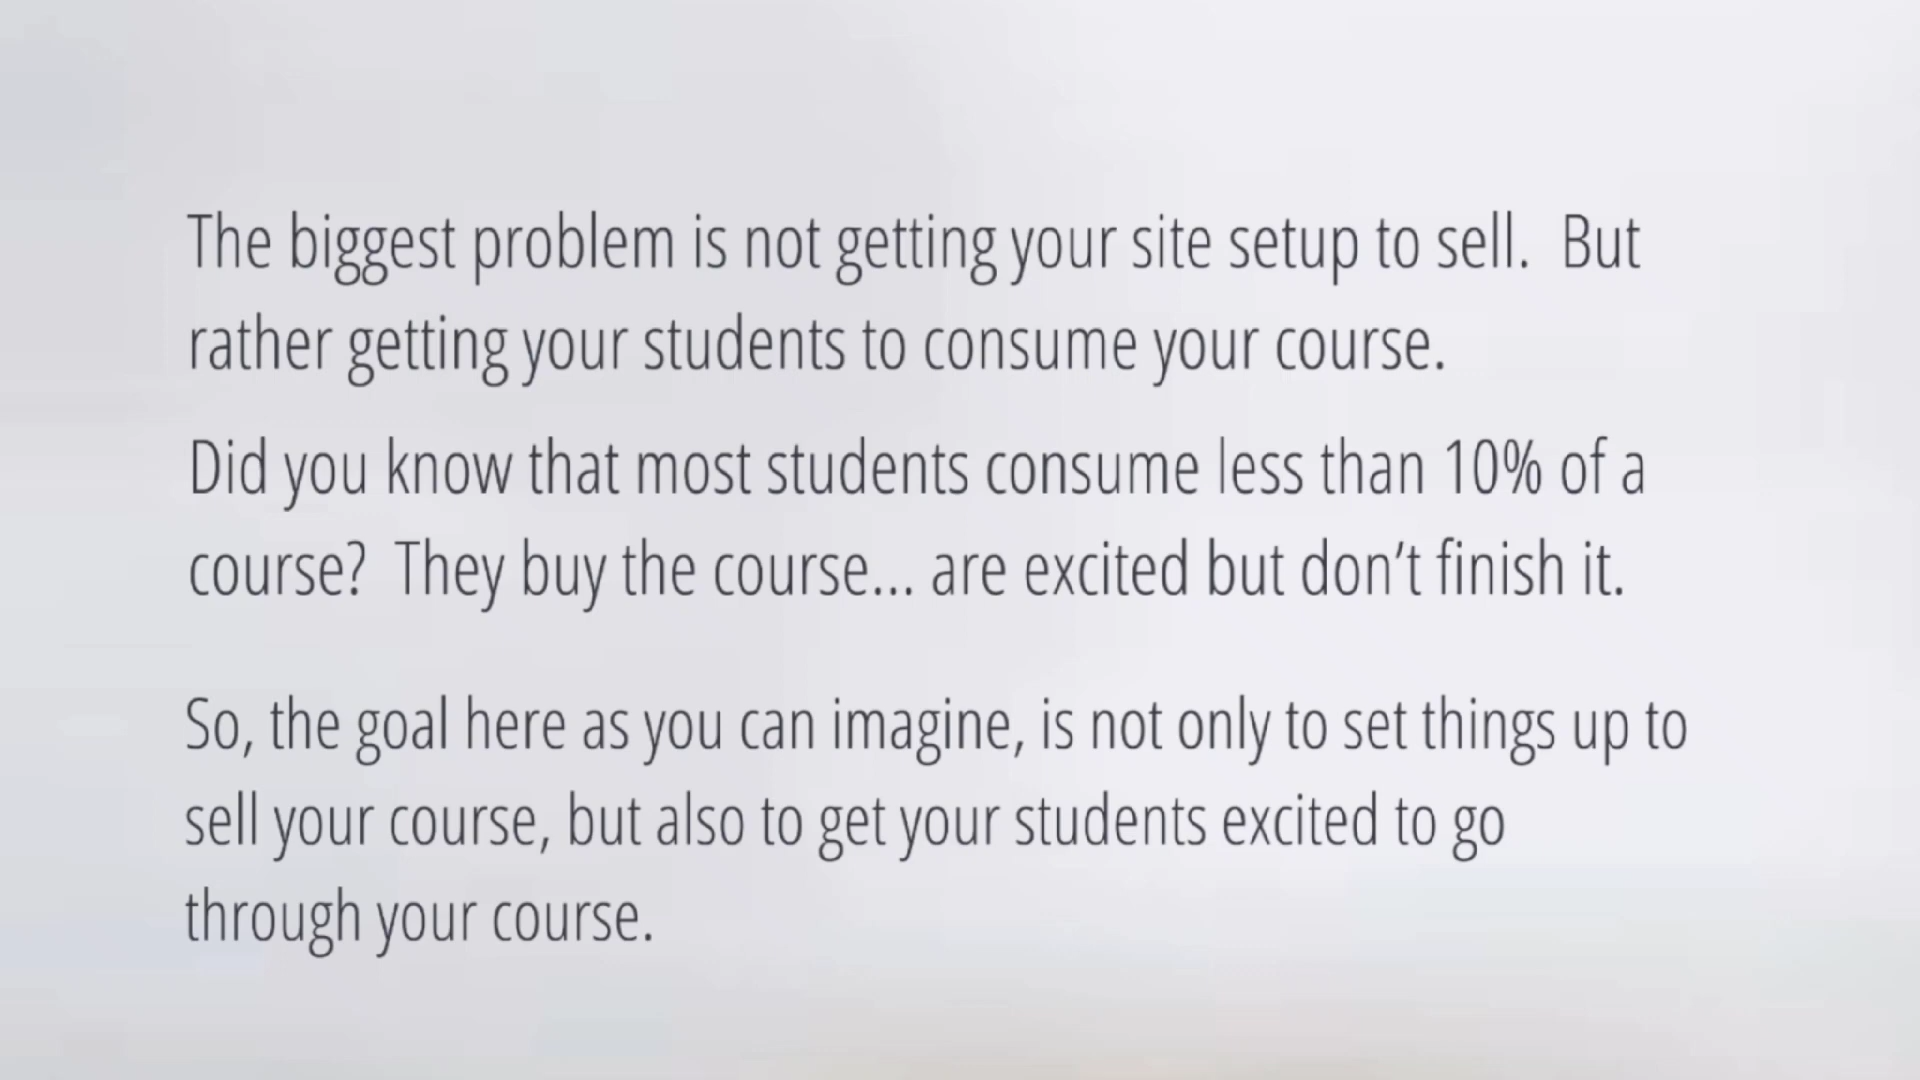 The biggest problem is not getting your site setup to sell.  But
rather getting your students to consume your course.
Did you know that most students consume less than 10% of a
course?  They buy the course... are excited but don’t finish it.
So, the goal here as you can imagine, is not only to set things up to
sell your course, but also to get your students excited to go
through your course.